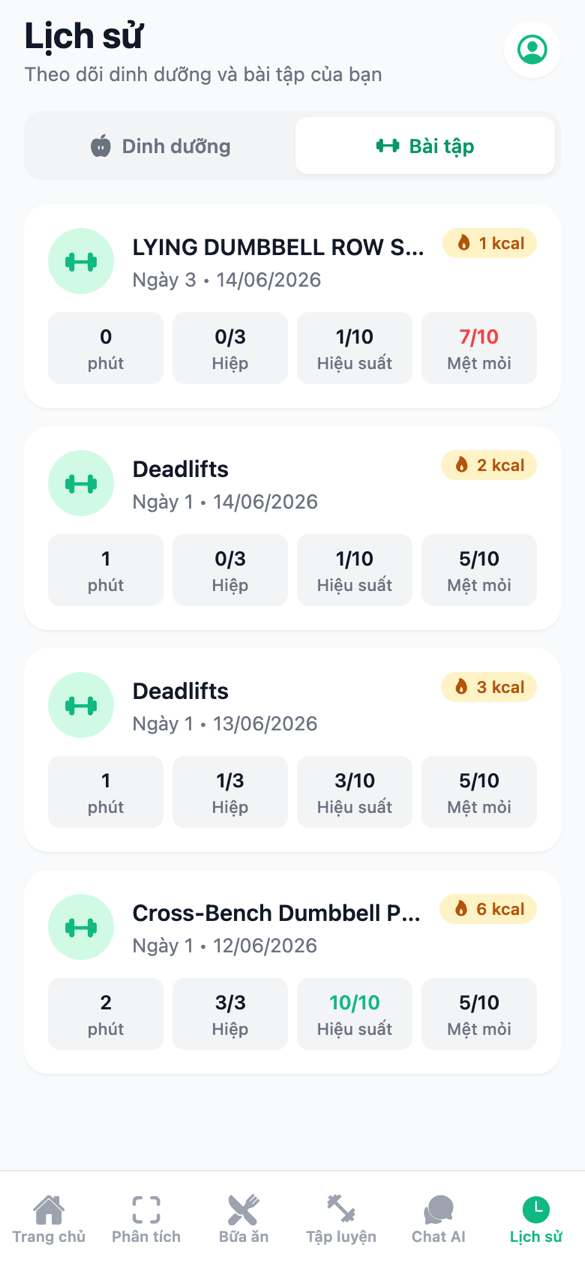 Lịch sử
Theo dõi dinh dưỡng và bài tập của bạn
Dinh dưỡng
Bài tập
LYING DUMBBELL ROW S...
1 kcal
Ngày 3 • 14/06/2026
0 0/3 1/10 7/10
phút Hiệp Hiệu suất Mệt mỏi
Deadlifts
2 kcal
Ngày 1 • 14/06/2026
1 0/3 1/10 5/10
phút Hiệp Hiệu suất Mệt mỏi
Deadlifts
3 kcal
Ngày 1 • 13/06/2026
1 1/3 3/10 5/10
phút Hiệp Hiệu suất Mệt mỏi
Cross-Bench Dumbbell P...
6 kcal
Ngày 1 • 12/06/2026
2 3/3 10/10 5/10
phút Hiệp Hiệu suất Mệt mỏi
Trang chủ Phân tích Bữa ăn Tập luyện Chat AI Lịch sử